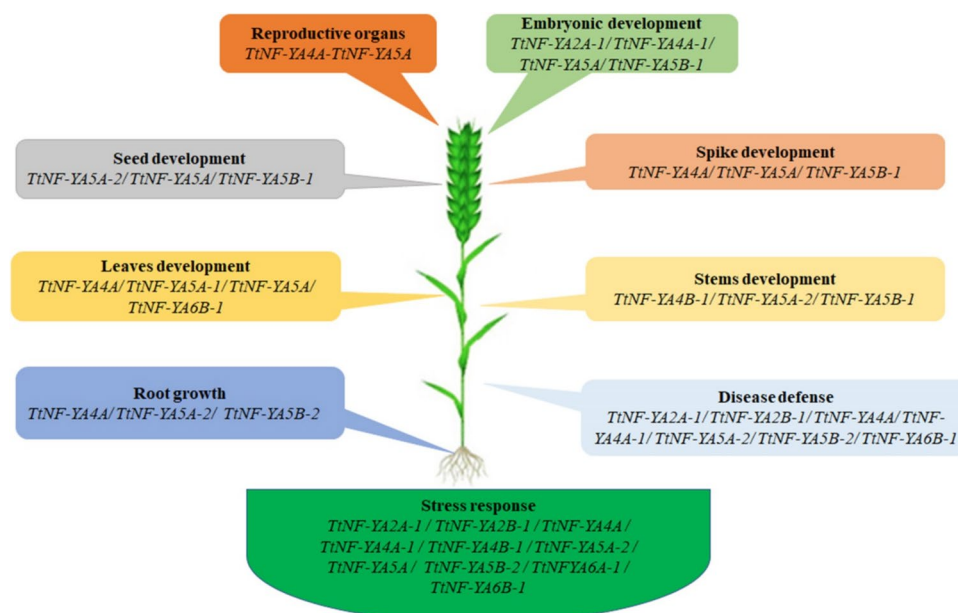 Reproductive organs
TtNF-YA4A-TtNF-YA5A
Embryonic development
TtNF-YA2A-1/TtNF-YA4A-1/
TtNF-YA5A/TtNF-YA5B-1
Seed development
TtNF-YA5A-2/TtNF-YA5A/TtNF-YA5B-1
Spike development
TtNF-YA4A/TtNF-YA5A/TtNF-YA5B-1
Leaves development
TtNF-YA4A/TtNF-YA5A-1/TtNF-YA5A/
TtNF-YA6B-1
Stems development
TtNF-YA4B-1/TtNF-YA5A-2/TtNF-YA5B-1
Root growth
TtNF-YA4A/TtNF-YA5A-2/ TtNF-YA5B-2
Disease defense
TtNF-YA2A-1/TtNF-YA2B-1/TtNF-YA4A/TtNF-
YA4A-1/TtNF-YA5A-2/TtNF-YA5B-2/TtNF-YA6B-1
Stress response
TtNF-YA2A-1/ TtNF-YA2B-1/ TtNF-YA4A/
TtNF-YA4A-1/ TtNF-YA4B-1/ TtNF-YA5A-2/
TtNF-YA5A/ TtNF-YA5B-2/ TtNFYA6A-1/
TtNF-YA6B-1